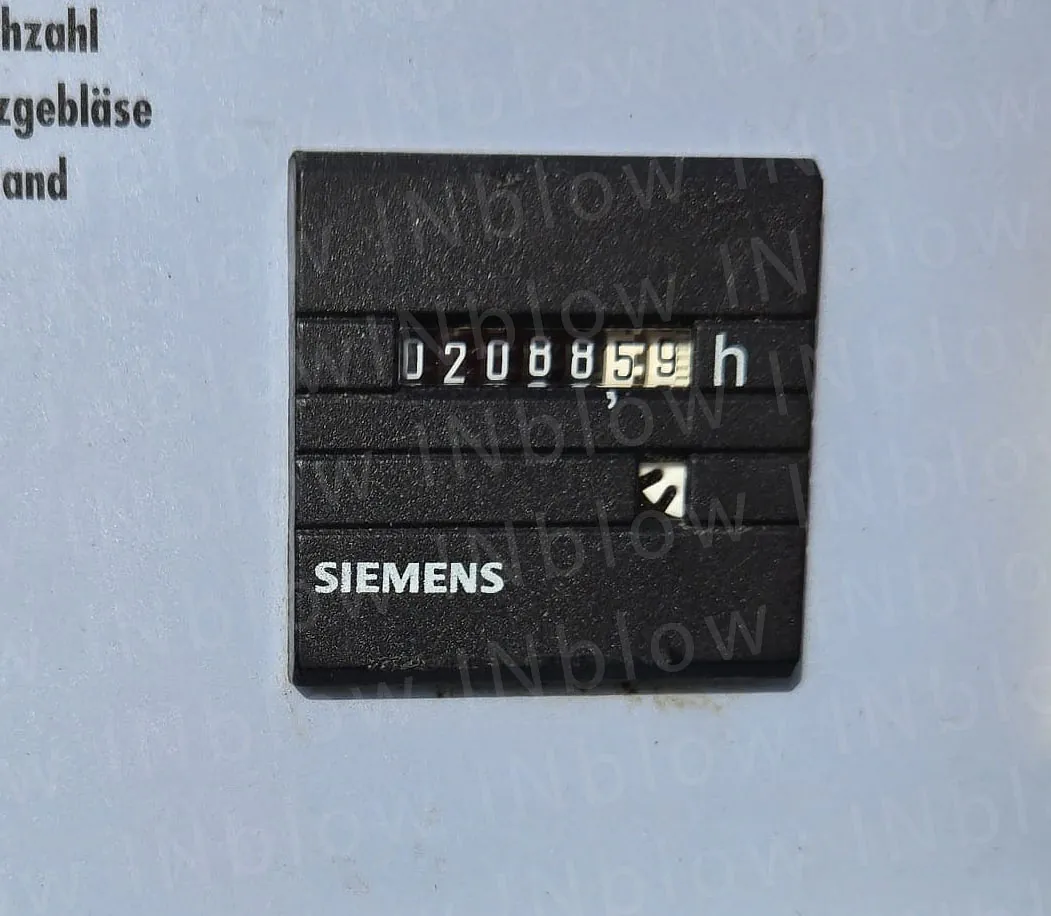 hzahl
zgebläse
and
02088,59 h
SIEMENS
INblow